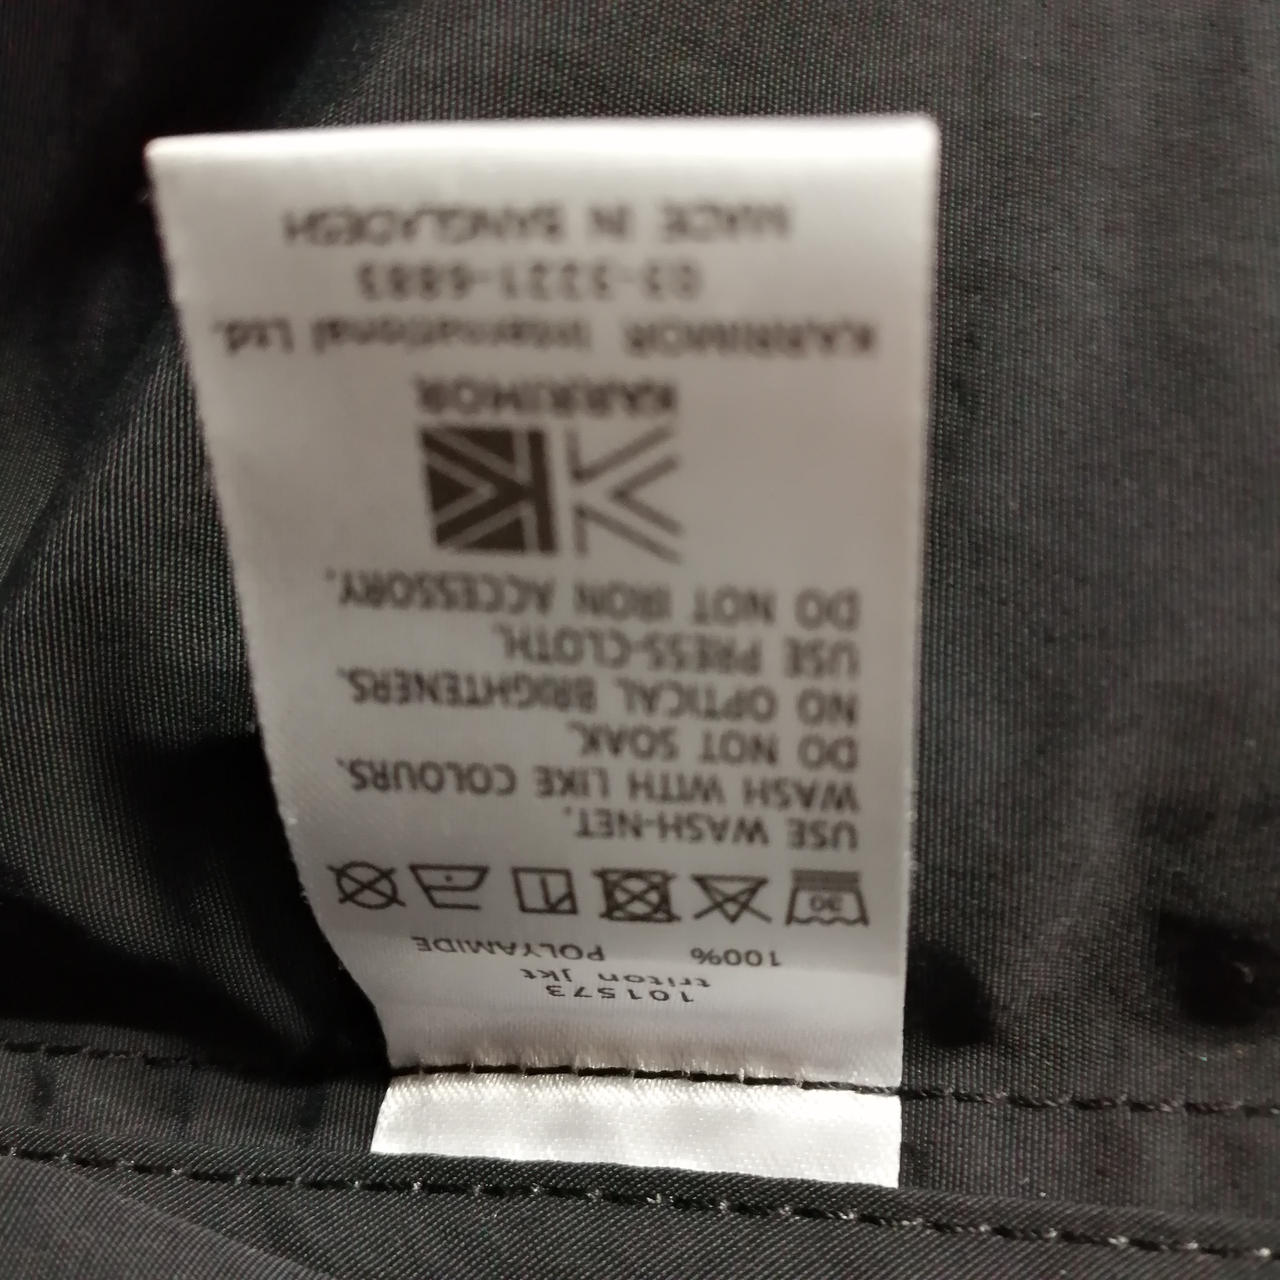 101573
triton jkt
100% POLYAMIDE
30
USE WASH-NET.
WASH WITH LIKE COLOURS.
DO NOT SOAK.
NO OPTICAL BRIGHTENERS.
USE PRESS-CLOTH.
DO NOT IRON ACCESSORY.
KARRIMOR
KARRIMOR International Ltd.
03-3221-6883
MADE IN BANGLADESH